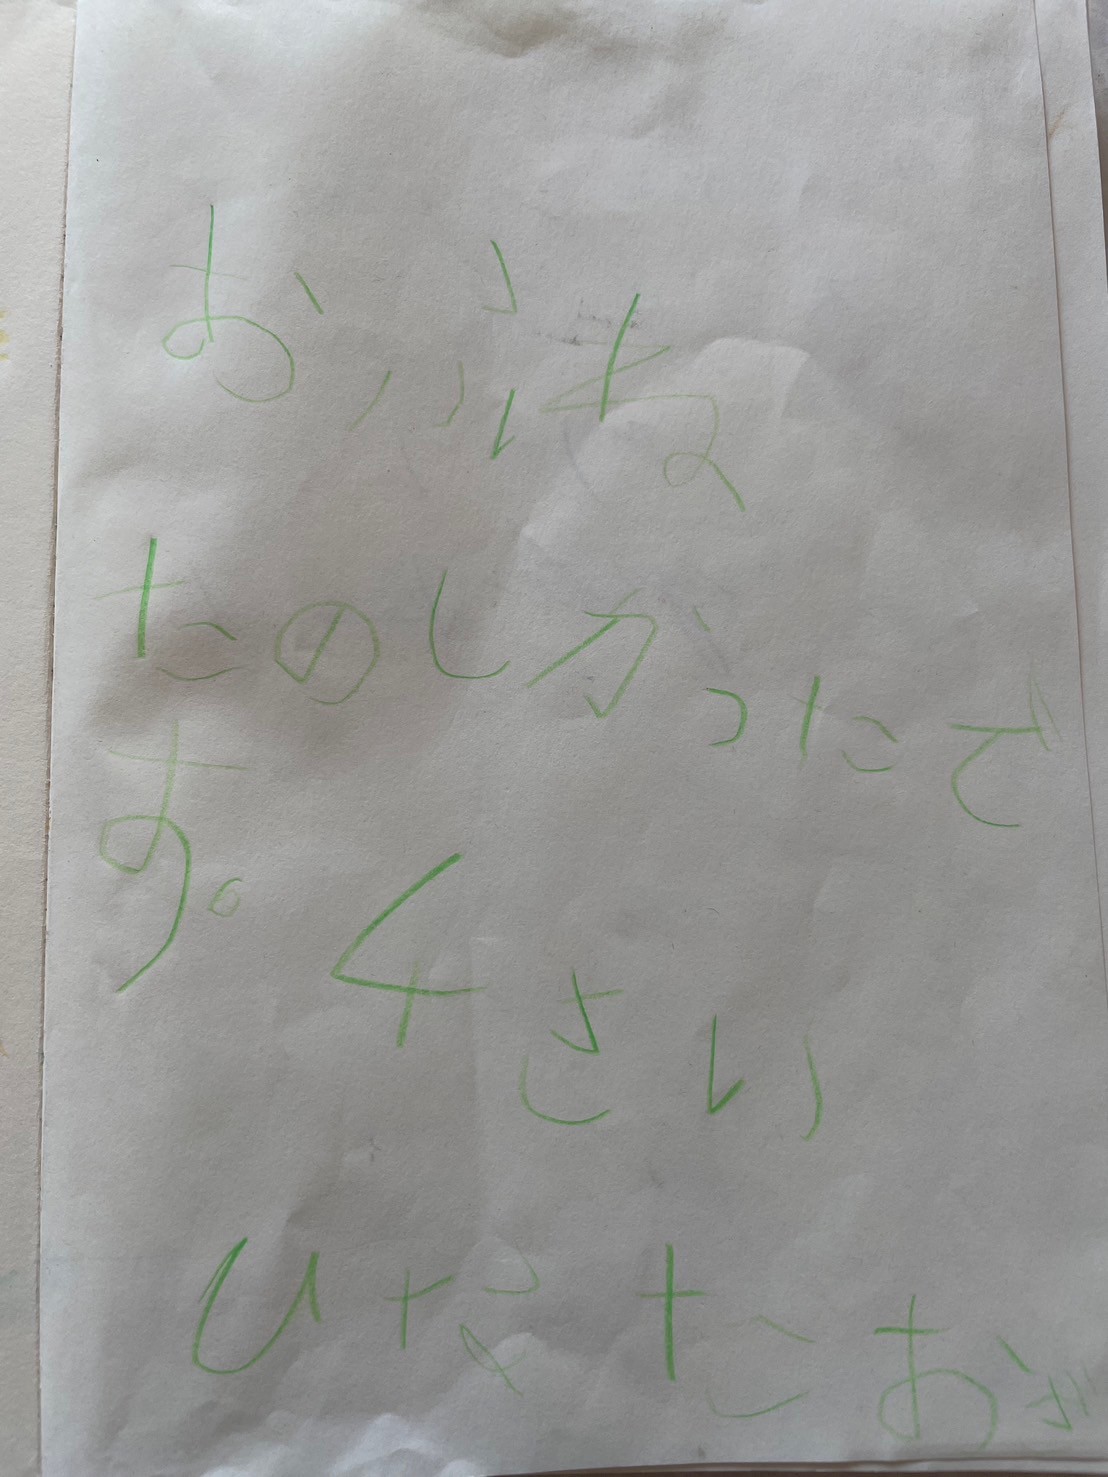 おふね
たのしかったで
す。
4さい
ひなたお